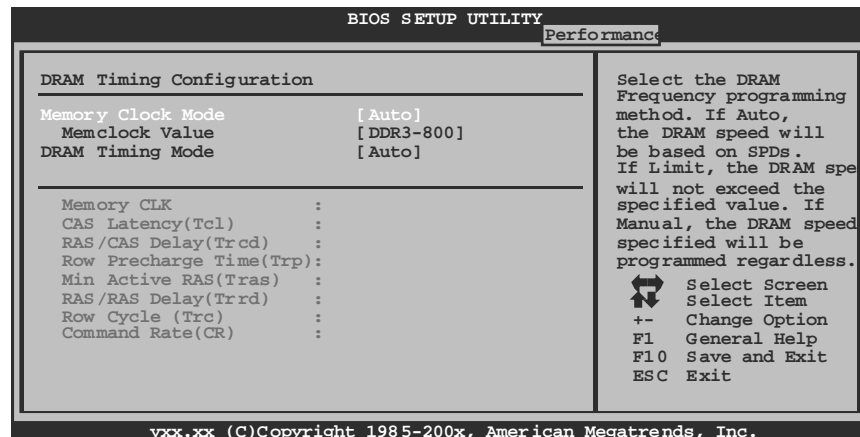 BIOS SETUP UTILITY
Performance
DRAM Timing Configuration
Memory Clock Mode [Auto]
Memclock Value [DDR3-800]
DRAM Timing Mode [Auto]
Memory CLK :
CAS Latency(Tcl) :
RAS/CAS Delay(Trcd) :
Row Precharge Time(Trp):
Min Active RAS(Tras) :
RAS/RAS Delay(Trrd) :
Row Cycle (Trc) :
Command Rate(CR) :
Select the DRAM
Frequency programming
method. If Auto,
the DRAM speed will
be based on SPDs.
If Limit, the DRAM spe
will not exceed the
specified value. If
Manual, the DRAM speed
specified will be
programmed regardless.
Select Screen
Select Item
+- Change Option
F1 General Help
F10 Save and Exit
ESC Exit
vxx.xx (C)Copyright 1985-200x, American Megatrends, Inc.